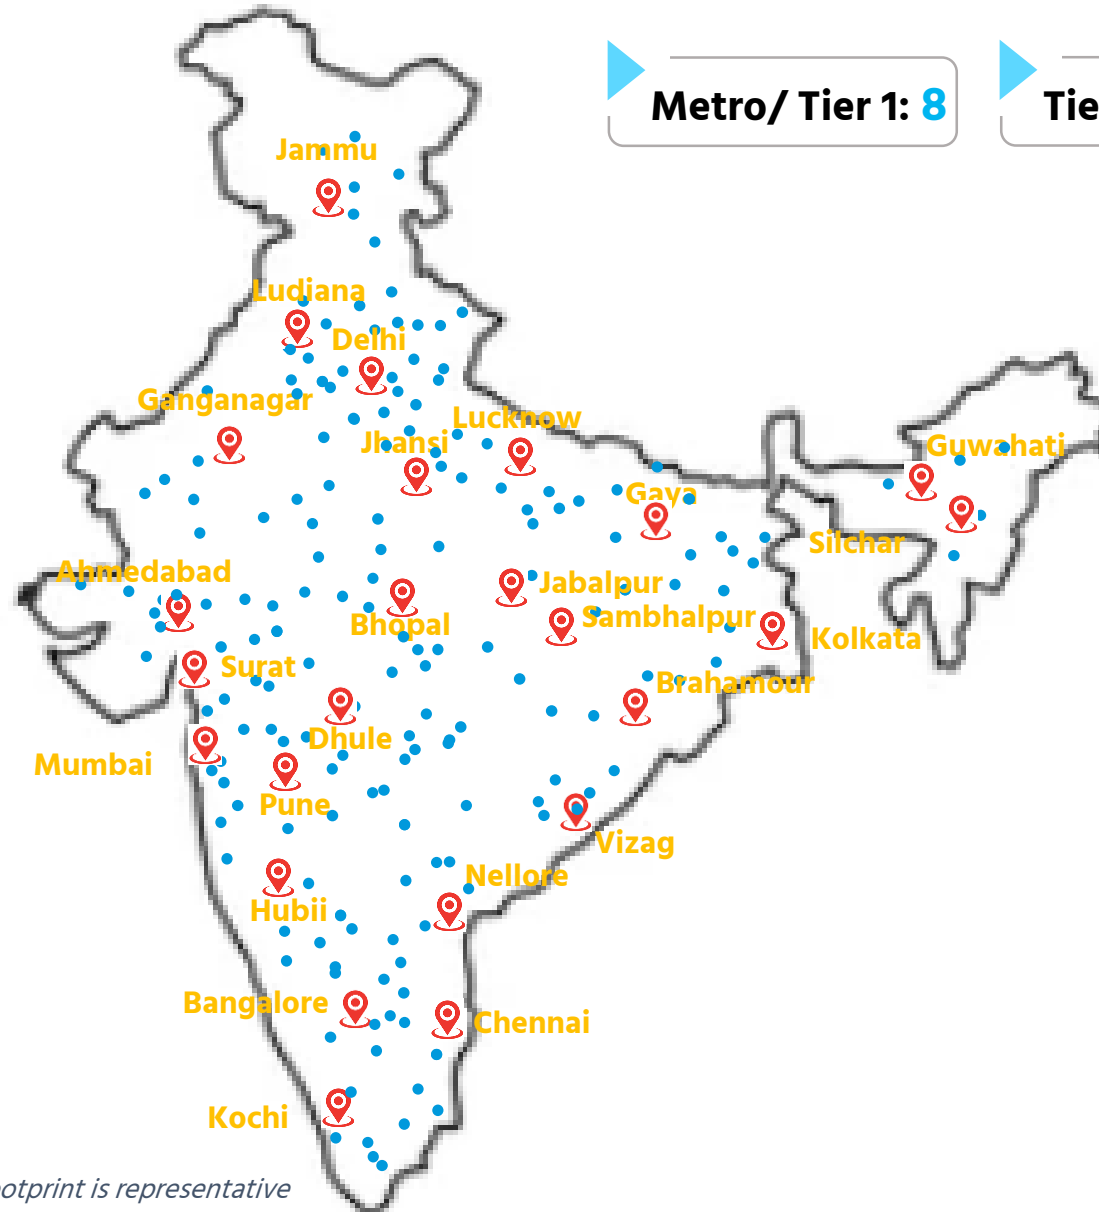 Metro/ Tier 1: 8
Tie
Jammu
Ludiana
Delhi
Ganganagar
Lucknow
Jhansi
Guwahati
Gaya
Silchar
Ahmedabad
Jabalpur
Sambhalpur
Bhopal
Kolkata
Surat
Brahamour
Dhule
Mumbai
Pune
Vizag
Nellore
Hubii
Bangalore
Chennai
Kochi
otprint is representative